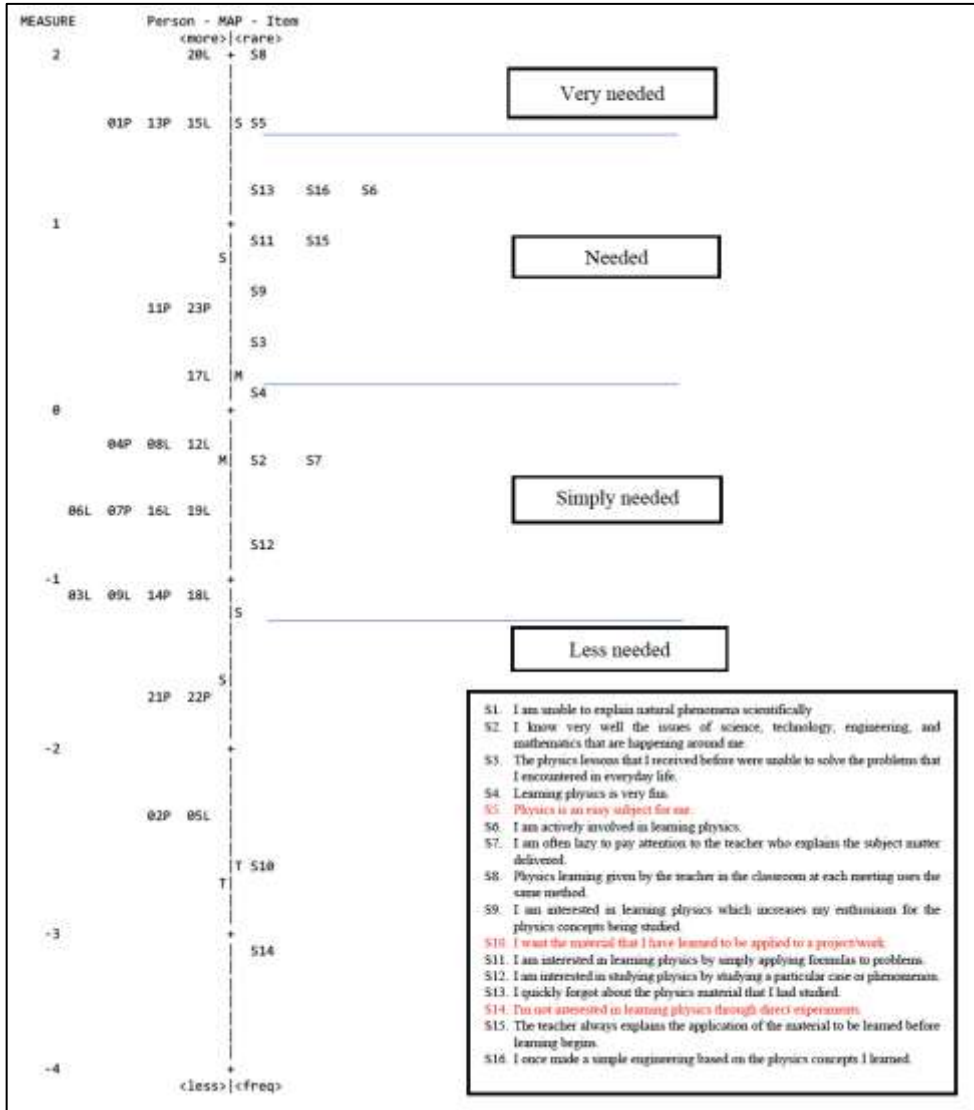 MEASURE Person - MAP - Item
<more>|<rare>
2 20L + S8
Very needed
01P 13P 15L |S S5
S13 S16 S6
1 +
S11 S15
S|
Needed
S9
11P 23P
S3
17L |M
S4
0 +
04P 08L 12L
M| S2 S7
Simply needed
06L 07P 16L 19L
S12
-1 +
03L 09L 14P 18L
|S
Less needed
S|
21P 22P
-2 +
02P 05L
|T S10
T|
-3 +
S14
-4 +
<less>|<freq>
S1. I am unable to explain natural phenomena scientifically
S2. I know very well the issues of science, technology, engineering, and
mathematics that are happening around me.
S3. The physics lessons that I received before were unable to solve the problems that
I encountered in everyday life.
S4. Learning physics is very fun.
S5. Physics is an easy subject for me.
S6. I am actively involved in learning physics.
S7. I am often lazy to pay attention to the teacher who explains the subject matter
delivered.
S8. Physics learning given by the teacher in the classroom at each meeting uses the
same method.
S9. I am interested in learning physics which increases my enthusiasm for the
physics concepts being studied.
S10. I want the material that I have learned to be applied to a project/work.
S11. I am interested in learning physics by simply applying formulas to problems.
S12. I am interested in studying physics by studying a particular case or phenomenon.
S13. I quickly forgot about the physics material that I had studied.
S14. I'm not interested in learning physics through direct experiments.
S15. The teacher always explains the application of the material to be learned before
learning begins.
S16. I once made a simple engineering based on the physics concepts I learned.